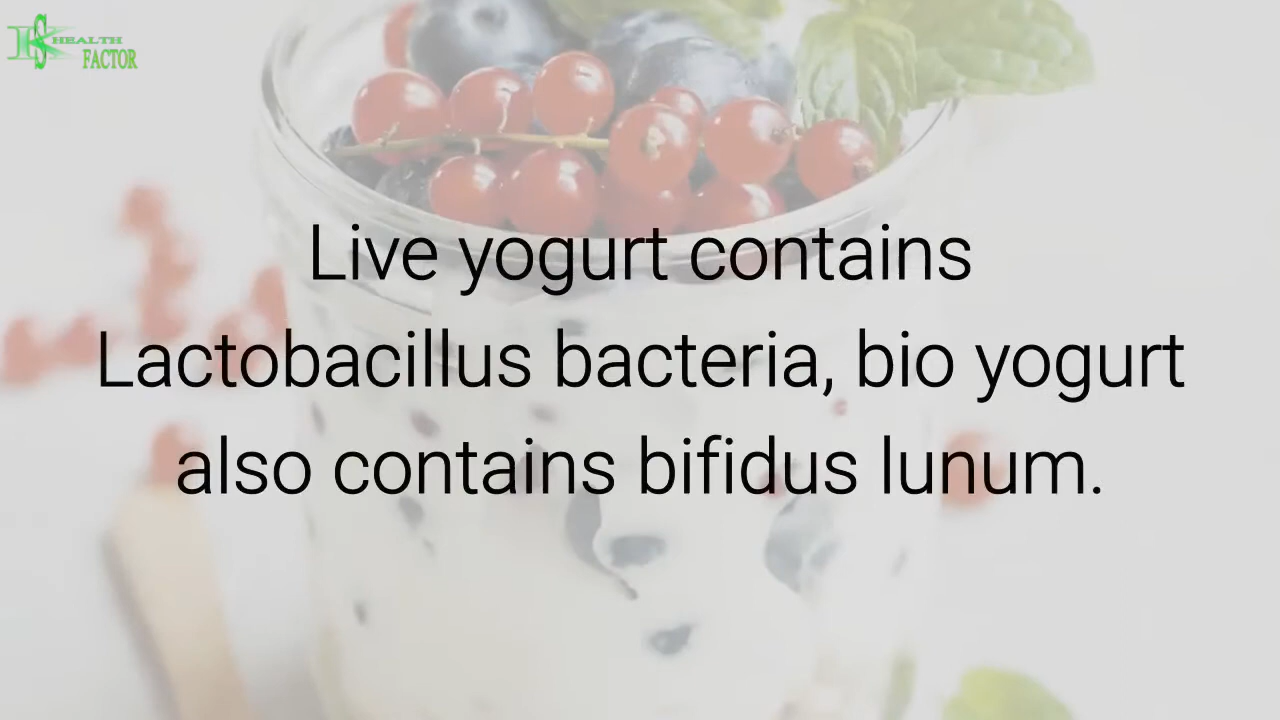 HEALTH
FACTOR
Live yogurt contains
Lactobacillus bacteria, bio yogurt
also contains bifidus lunum.